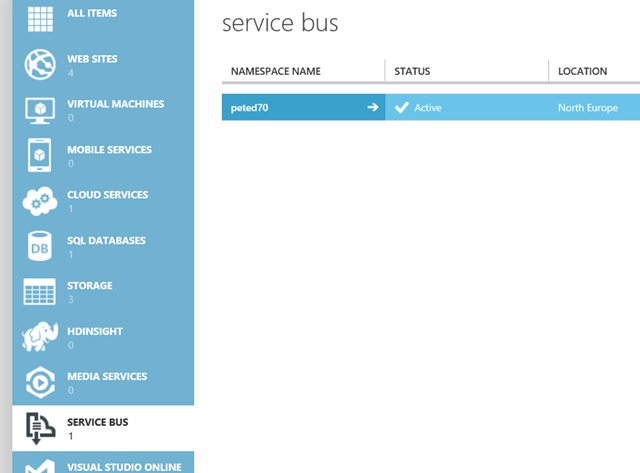 ALL ITEMS
WEB SITES
4
VIRTUAL MACHINES
0
MOBILE SERVICES
0
CLOUD SERVICES
1
DB
SQL DATABASES
1
STORAGE
3
HDINSIGHT
0
MEDIA SERVICES
0
SERVICE BUS
1
VISUAL STUDIO ONLINE
service bus
NAMESPACE NAME STATUS LOCATION
peted70 Active North Europe